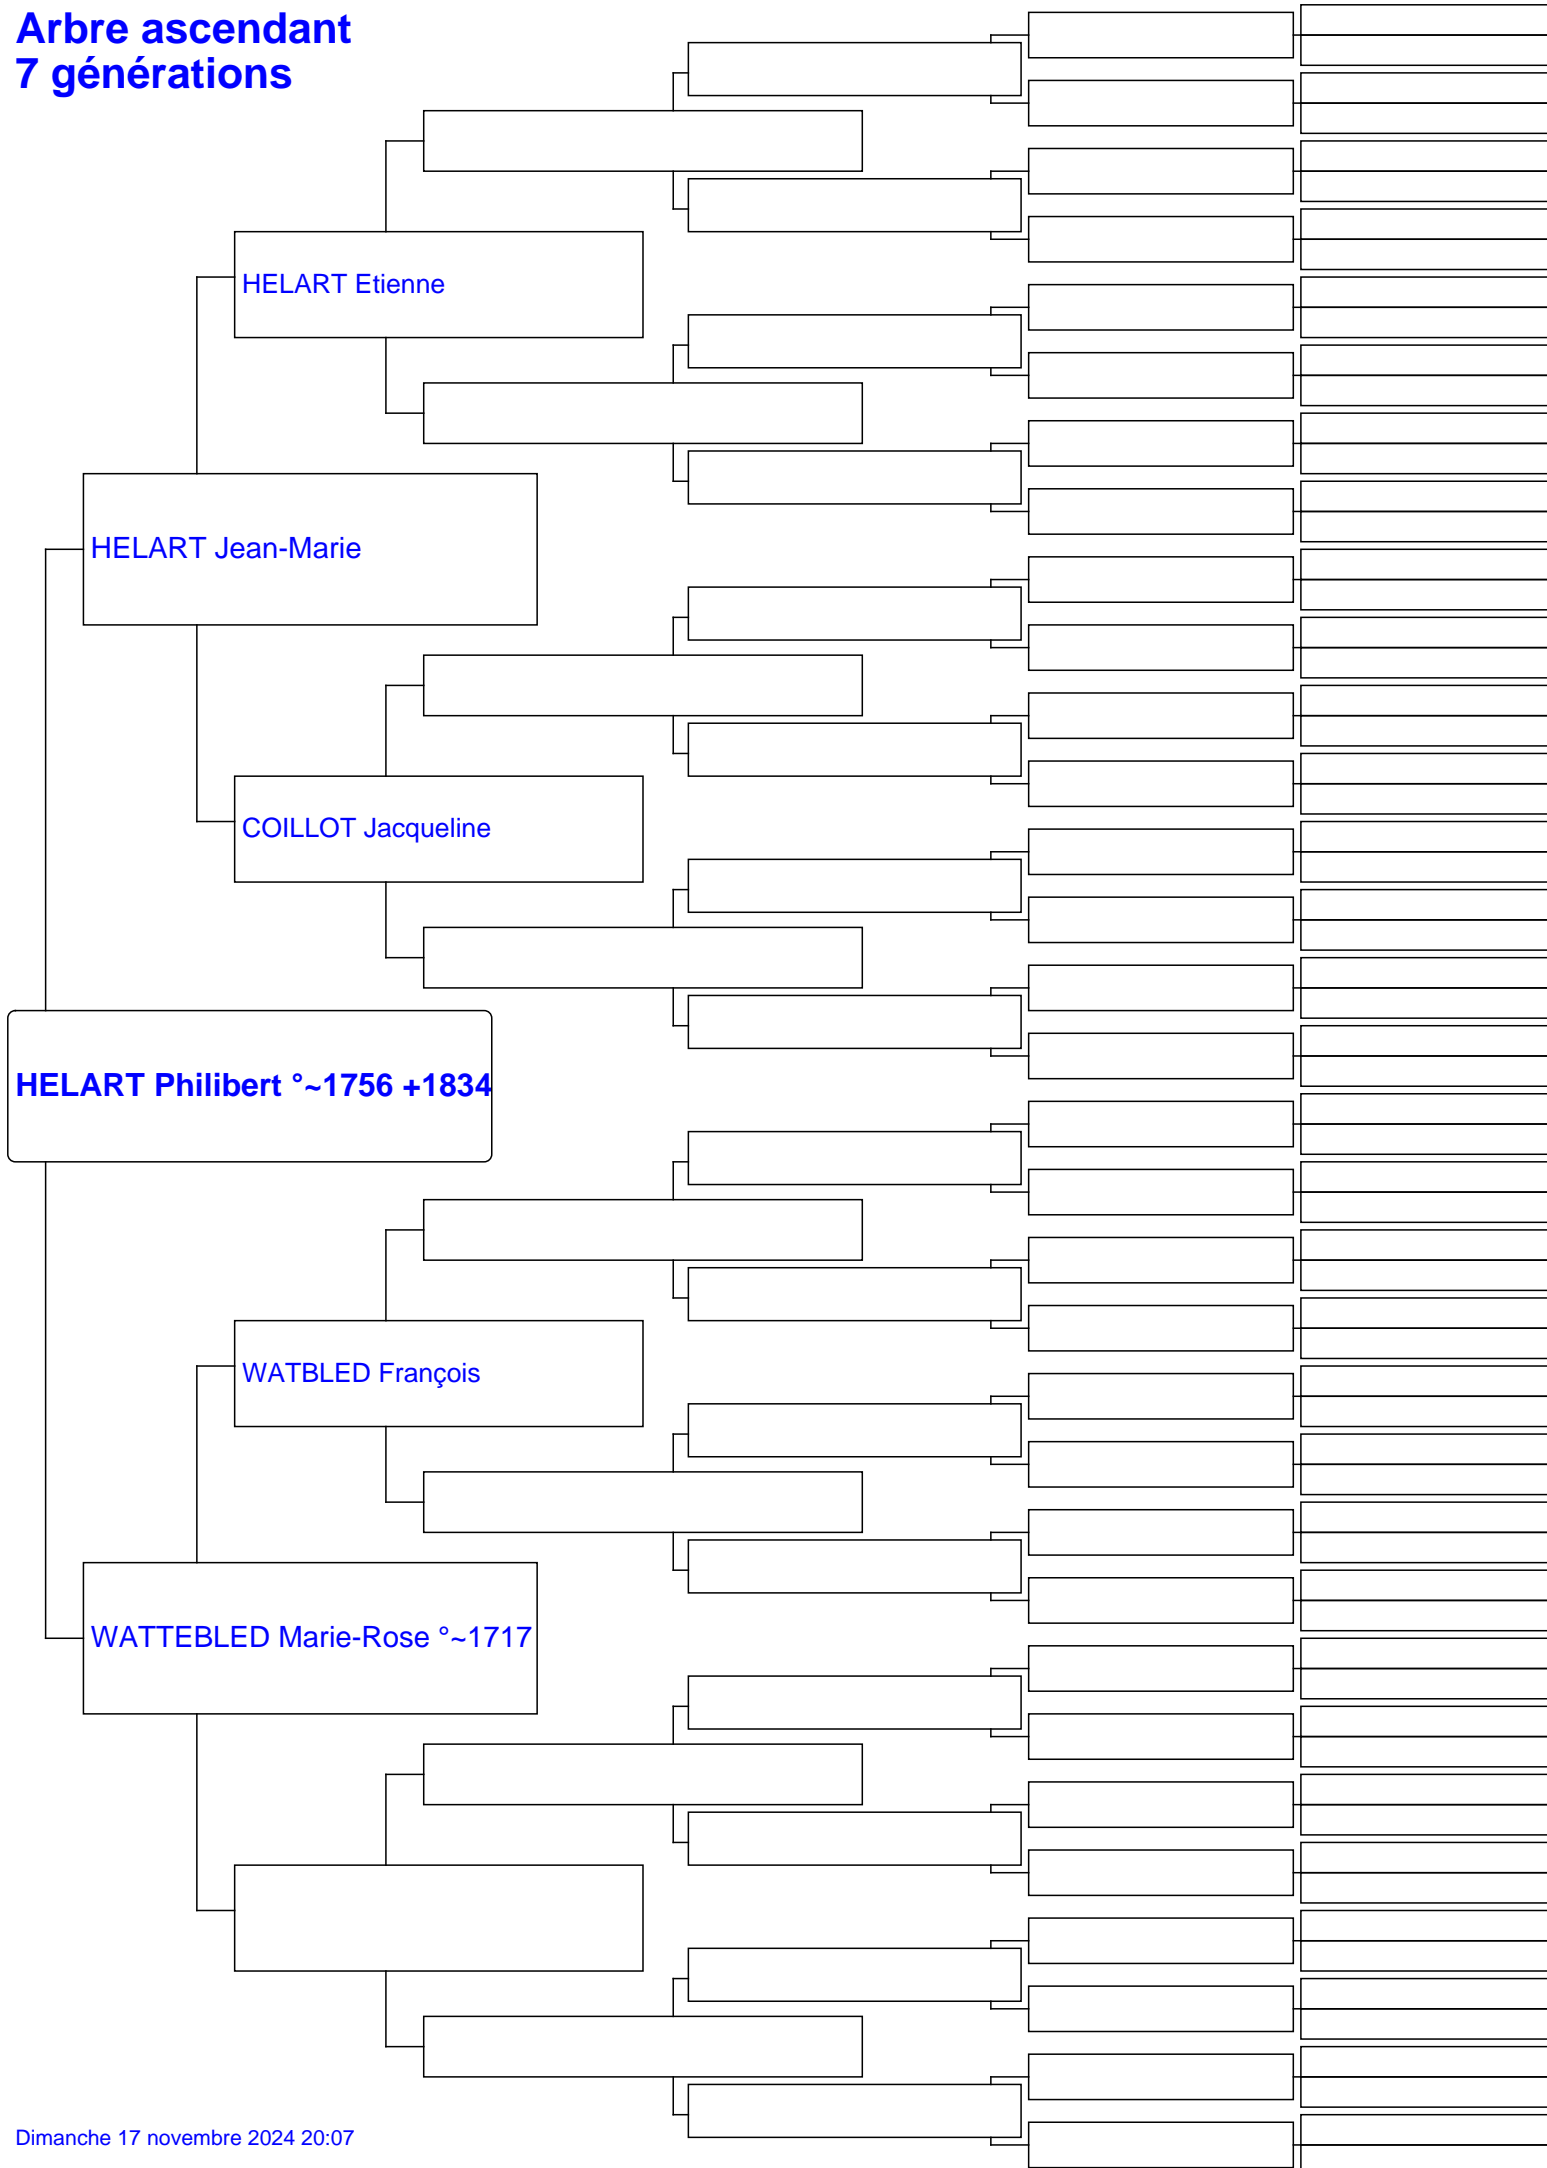 Arbre ascendant
7 générations
HELART Etienne
HELART Jean-Marie
COILLOT Jacqueline
HELART Philibert °~1756 +1834
WATBLED François
WATTEBLED Marie-Rose °~1717
Dimanche 17 novembre 2024 20:07